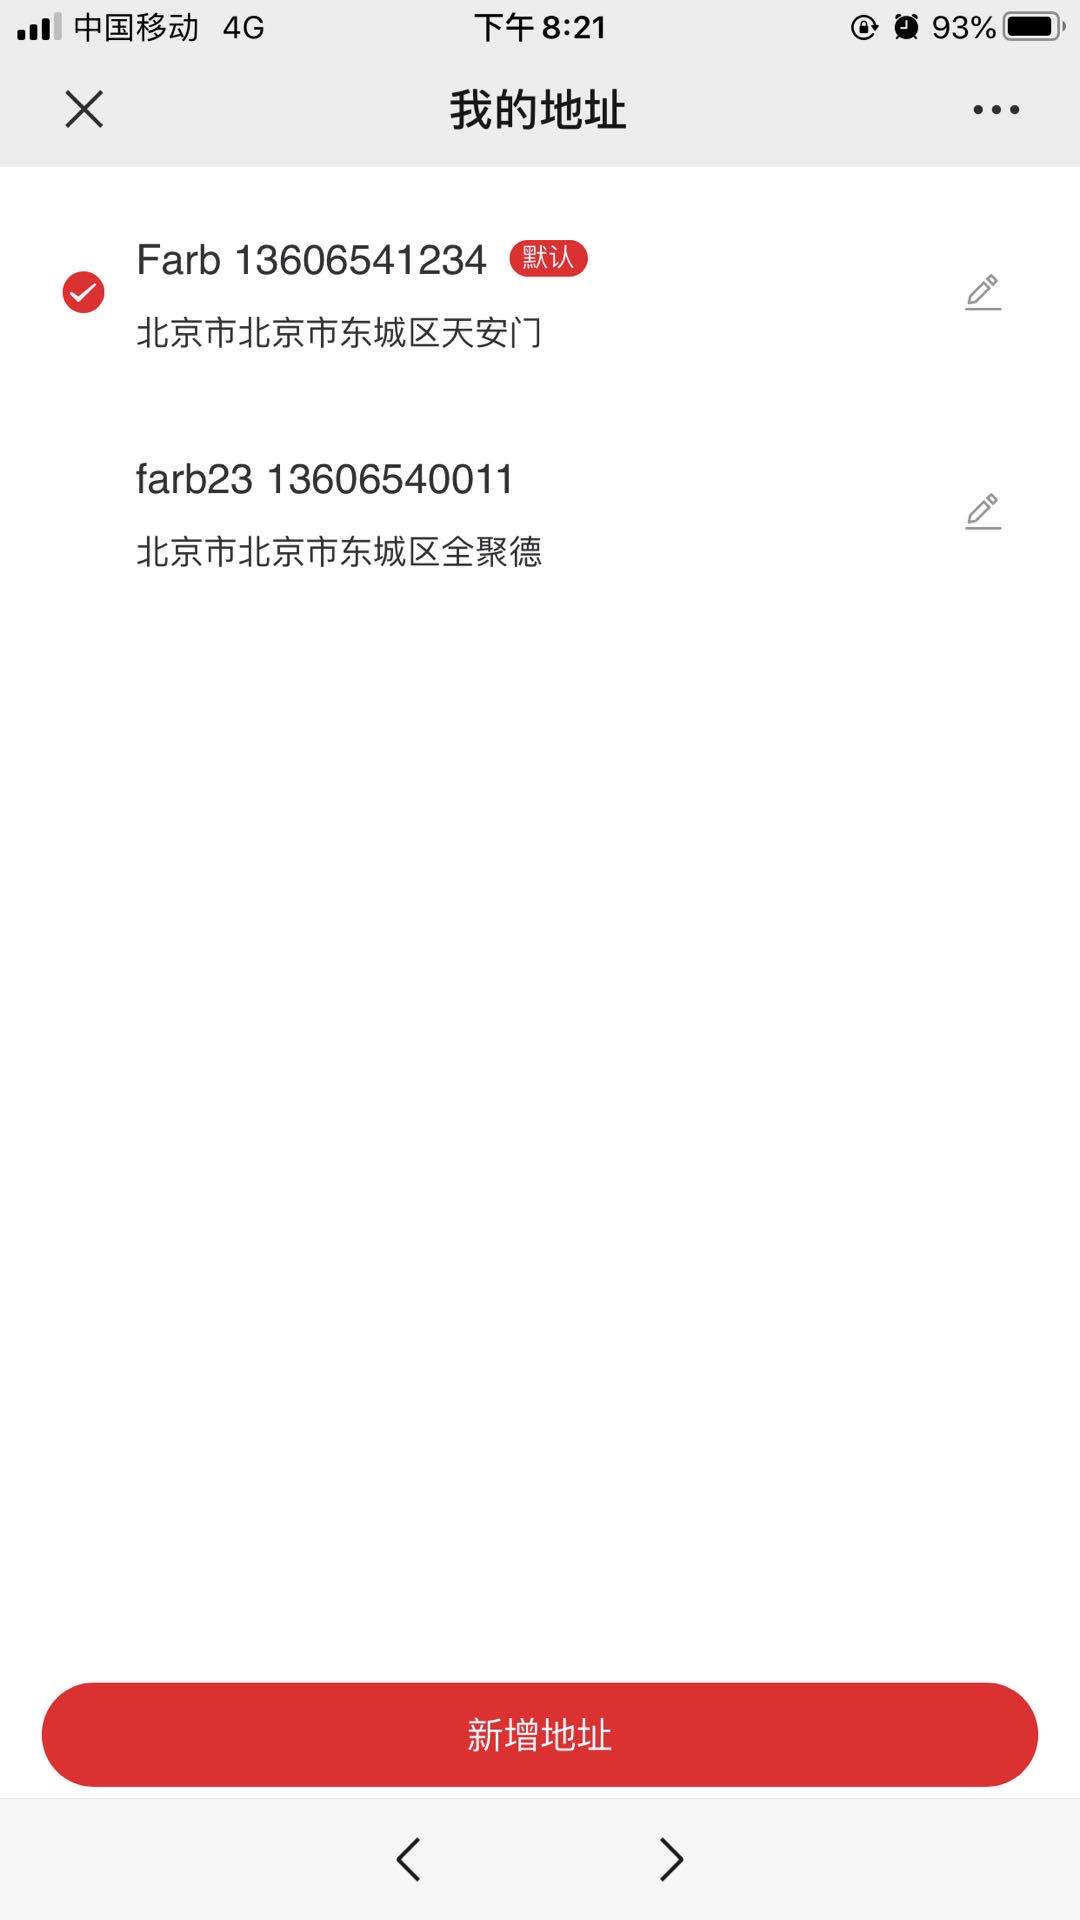 中国移动 4G 下午 8:21 93%
我的地址
Farb 13606541234 默认
北京市北京市东城区天安门
farb23 13606540011
北京市北京市东城区全聚德
新增地址